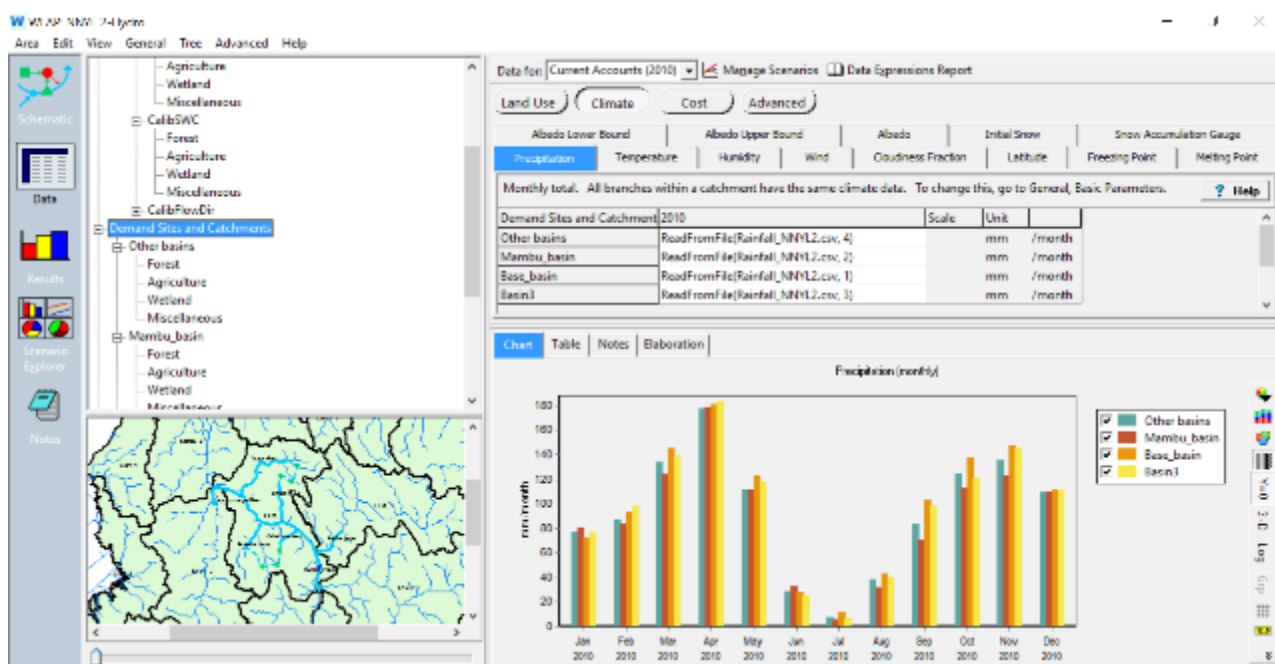 WEAP: NNYL 2-Hydro
Area Edit View General Tree Advanced Help
Schematic
Data
Results
Scenario
Explorer
Notes
Agriculture
Wetland
Miscellaneous
CalibSWC
Forest
Agriculture
Wetland
Miscellaneous
CalibFlowDir
Demand Sites and Catchments
Other basins
Forest
Agriculture
Wetland
Miscellaneous
Mambu_basin
Forest
Agriculture
Wetland
Miscellaneous
Data for: Current Accounts (2010) Manage Scenarios Data Expressions Report
Land Use Climate Cost Advanced
Albedo Lower Bound Albedo Upper Bound Albedo Initial Snow Snow Accumulation Gauge
Precipitation Temperature Humidity Wind Cloudiness Fraction Latitude Freezing Point Melting Point
Monthly total. All branches within a catchment have the same climate data. To change this, go to General, Basic Parameters. ? Help
Demand Sites and Catchment 2010 Scale Unit
Other basins ReadFromFile(Rainfall_NNYL2.csv, 4) mm /month
Mambu_basin ReadFromFile(Rainfall_NNYL2.csv, 2) mm /month
Base_basin ReadFromFile(Rainfall_NNYL2.csv, 1) mm /month
Basin3 ReadFromFile(Rainfall_NNYL2.csv, 3) mm /month
Chart Table Notes Elaboration
Precipitation (monthly)
mm/month
180
160
140
120
100
80
60
40
20
0
Jan Feb Mar Apr May Jun Jul Aug Sep Oct Nov Dec
2010 2010 2010 2010 2010 2010 2010 2010 2010 2010 2010 2010
Other basins
Mambu_basin
Base_basin
Basin3
Y=0
3-D
Log
Grp